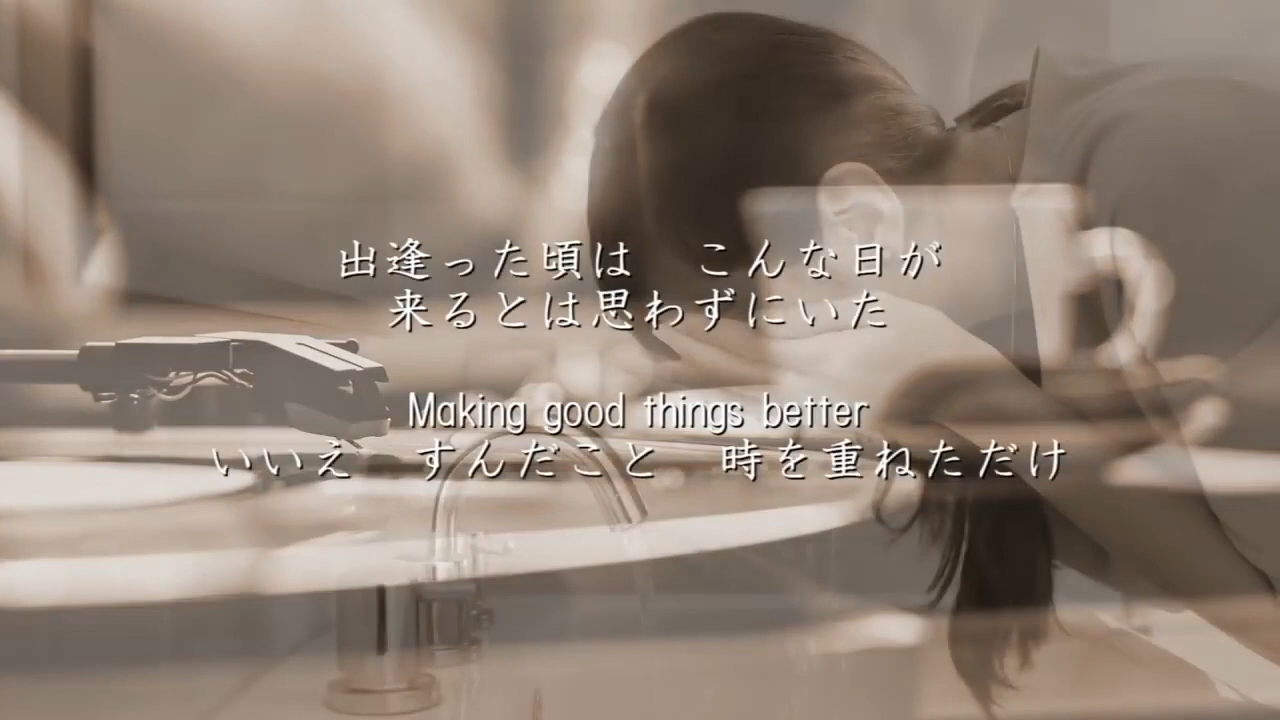 出逢った頃は　こんな日が
来るとは思わずにいた
Making good things better
いいえ　すんだこと　時を重ねただけ